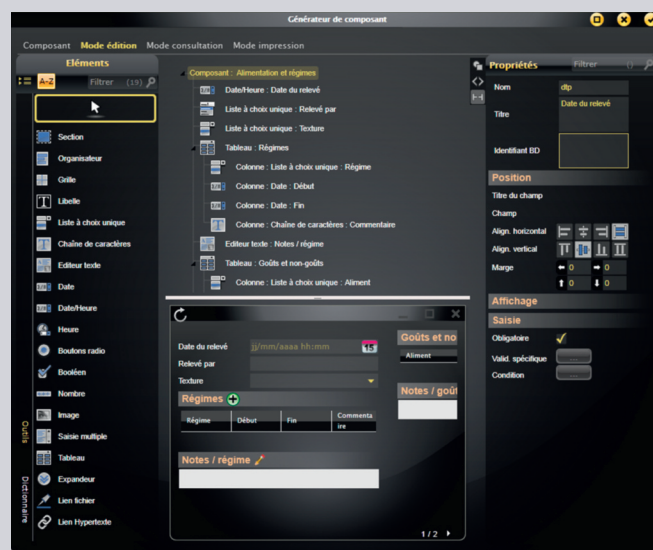 Générateur de composant
Composant Mode édition Mode consultation Mode impression
Eléments
A-Z Filtrer (19)
Section
Organisateur
Grille
Libelle
Liste à choix unique
Chaîne de caractères
Editeur texte
Date
Date/Heure
Heure
Boutons radio
Booléen
Nombre
Image
Saisie multiple
Tableau
Expandeur
Lien fichier
Lien Hypertexte
Outils
Dictionnaire
Composant : Alimentation et régimes
Date/Heure : Date du relevé
Liste à choix unique : Relevé par
Liste à choix unique : Texture
Tableau : Régimes
Colonne : Liste à choix unique : Régime
Colonne : Date : Début
Colonne : Date : Fin
Colonne : Chaîne de caractères : Commentaire
Editeur texte : Notes / régime
Tableau : Goûts et non-goûts
Colonne : Liste à choix unique : Aliment
Date du relevé jj/mm/aaaa hh:mm 15
Relevé par
Texture
Régimes
Régime Début Fin Commenta
ire
Notes / régime
Goûts et no
Aliment
Notes / goût
1/2
Propriétés Filtrer ()
Nom dtp
Titre Date du relevé
Identifiant BD
Position
Titre du champ
Champ
Align. horizontal
Align. vertical
Marge 0 0
0 0
Affichage
Saisie
Obligatoire
Valid. spécifique ...
Condition ...